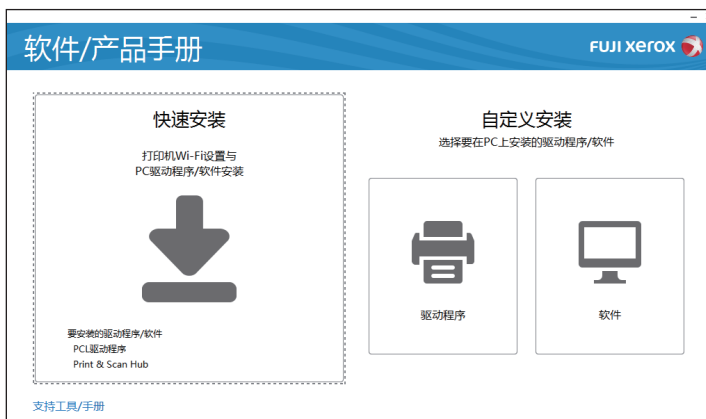 软件/产品手册
FUJI xerox
快速安装
打印机Wi-Fi设置与
PC驱动程序/软件安装
要安装的驱动程序/软件
PCL驱动程序
Print & Scan Hub
自定义安装
选择要在PC上安装的驱动程序/软件
驱动程序
软件
支持工具/手册